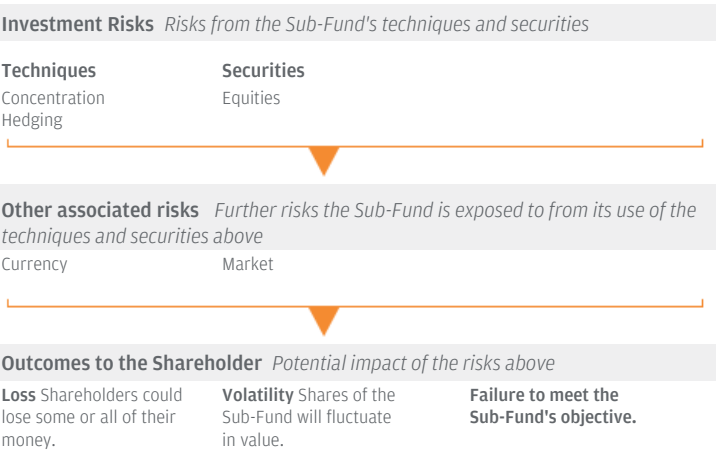 Investment Risks Risks from the Sub-Fund's techniques and securities
Techniques
Concentration
Hedging
Securities
Equities
Other associated risks Further risks the Sub-Fund is exposed to from its use of the
techniques and securities above
Currency
Market
Outcomes to the Shareholder Potential impact of the risks above
Loss Shareholders could
lose some or all of their
money.
Volatility Shares of the
Sub-Fund will fluctuate
in value.
Failure to meet the
Sub-Fund's objective.